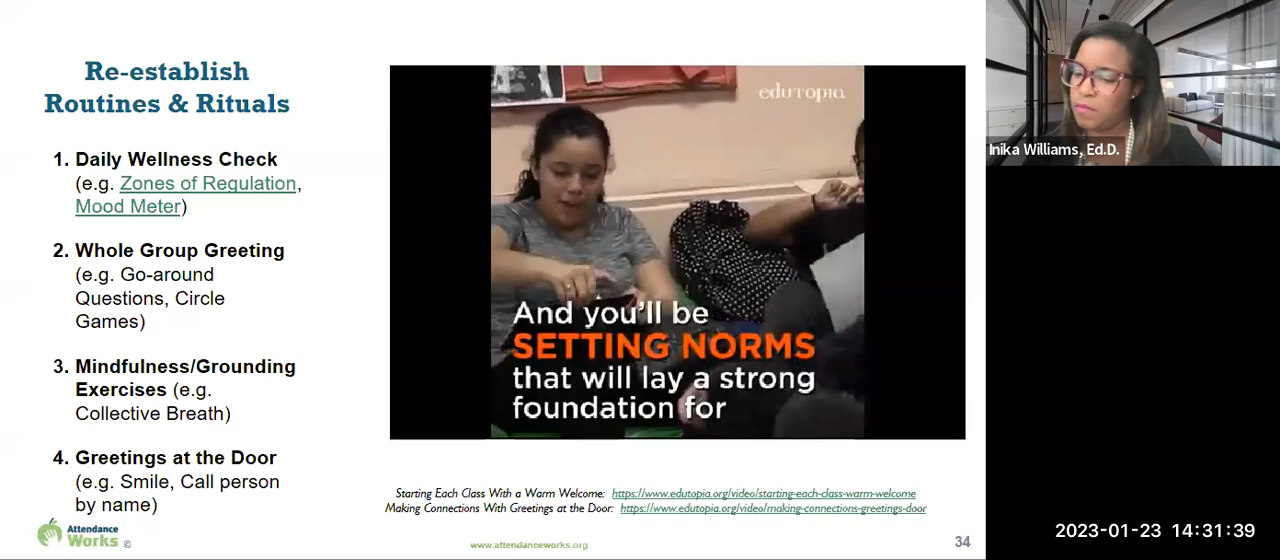 Re-establish
Routines & Rituals
1. Daily Wellness Check
(e.g. Zones of Regulation,
Mood Meter)
2. Whole Group Greeting
(e.g. Go-around
Questions, Circle
Games)
3. Mindfulness/Grounding
Exercises (e.g.
Collective Breath)
4. Greetings at the Door
(e.g. Smile, Call person
by name)
Attendance
Works ©
edutopia
And you'll be
SETTING NORMS
that will lay a strong
foundation for
Starting Each Class With a Warm Welcome: https://www.edutopia.org/video/starting-each-class-warm-welcome
Making Connections With Greetings at the Door: https://www.edutopia.org/video/making-connections-greetings-door
www.attendanceworks.org
34
Inika Williams, Ed.D.
2023-01-23 14:31:39